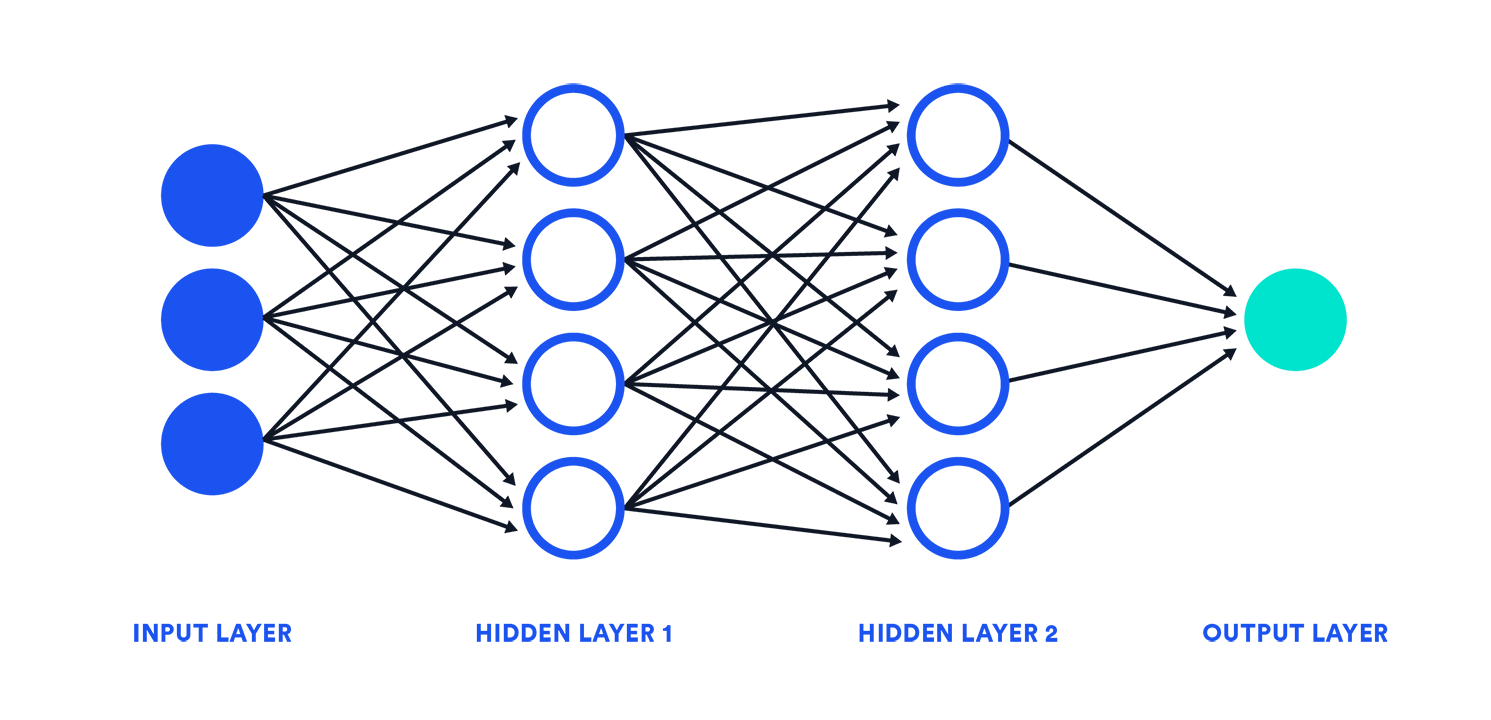 INPUT LAYER
HIDDEN LAYER 1
HIDDEN LAYER 2
OUTPUT LAYER